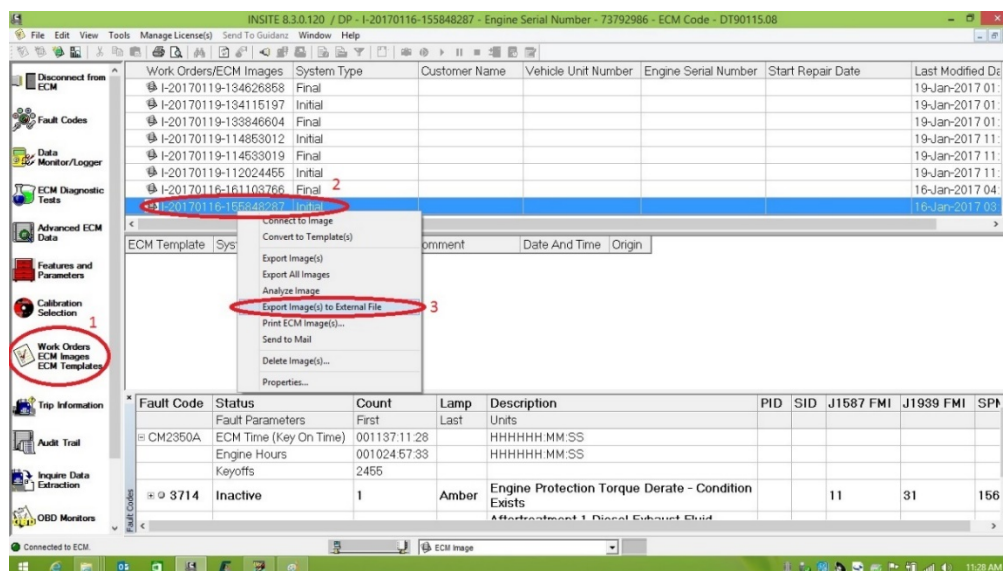 INSITE 8.3.0.120 / DP - I-20170116-155848287 - Engine Serial Number - 73792986 - ECM Code - DT90115.08
File Edit View Tools Manage License(s) Send To Guidanz Window Help
Disconnect from
ECM
Fault Codes
Data
Monitor/Logger
ECM Diagnostic
Tests
Advanced ECM
Data
Features and
Parameters
Calibration
Selection
1
Work Orders
ECM Images
ECM Templates
Trip Information
Audit Trail
Inquire Data
Extraction
OBD Monitors
Work Orders/ECM Images System Type Customer Name Vehicle Unit Number Engine Serial Number Start Repair Date Last Modified Da
I-20170119-134626858 Final 19-Jan-2017 01:
I-20170119-134115197 Initial 19-Jan-2017 01:
I-20170119-133846604 Final 19-Jan-2017 01:
I-20170119-114853012 Initial 19-Jan-2017 11:
I-20170119-114533019 Final 19-Jan-2017 11:
I-20170119-112024455 Initial 19-Jan-2017 11:
I-20170116-161103766 Final 2 16-Jan-2017 04:
I-20170116-155848287 Initial 16-Jan-2017 03:
ECM Template Sys omment Date And Time Origin
Connect to Image
Convert to Template(s)
Export Image(s)
Export All Images
Analyze Image
Export Image(s) to External File 3
Print ECM Image(s)...
Send to Mail
Delete Image(s)...
Properties...
Fault Code Status Count Lamp Description PID SID J1587 FMI J1939 FMI SPN
Fault Parameters First Last Units
CM2350A ECM Time (Key On Time) 001137:11:28 HHHHHH:MM:SS
Engine Hours 001024:57:33 HHHHHH:MM:SS
Keyoffs 2455
3714 Inactive 1 Amber Engine Protection Torque Derate - Condition 11 31 156
Exists
Aftertreatment 1 Diesel Exhaust Fluid
Fault Codes
Connected to ECM. ECM Image
11:28 AM